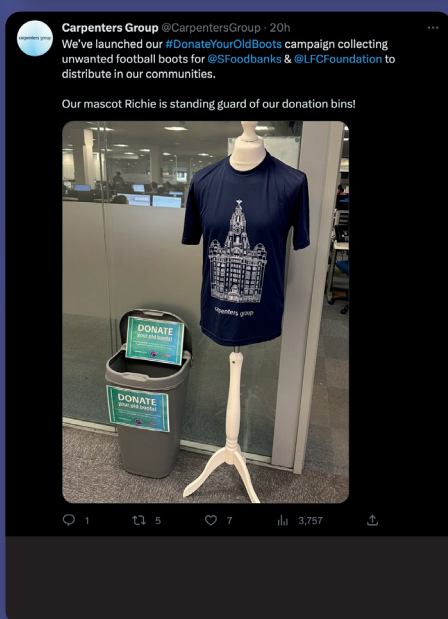 carpenters group
Carpenters Group @CarpentersGroup · 20h
We've launched our #DonateYourOldBoots campaign collecting
unwanted football boots for @SFoodbanks & @LFCFoundation to
distribute in our communities.
Our mascot Richie is standing guard of our donation bins!
DONATE
your old boots!
DONATE
your old boots!
carpenters group
1
5
7
3,757